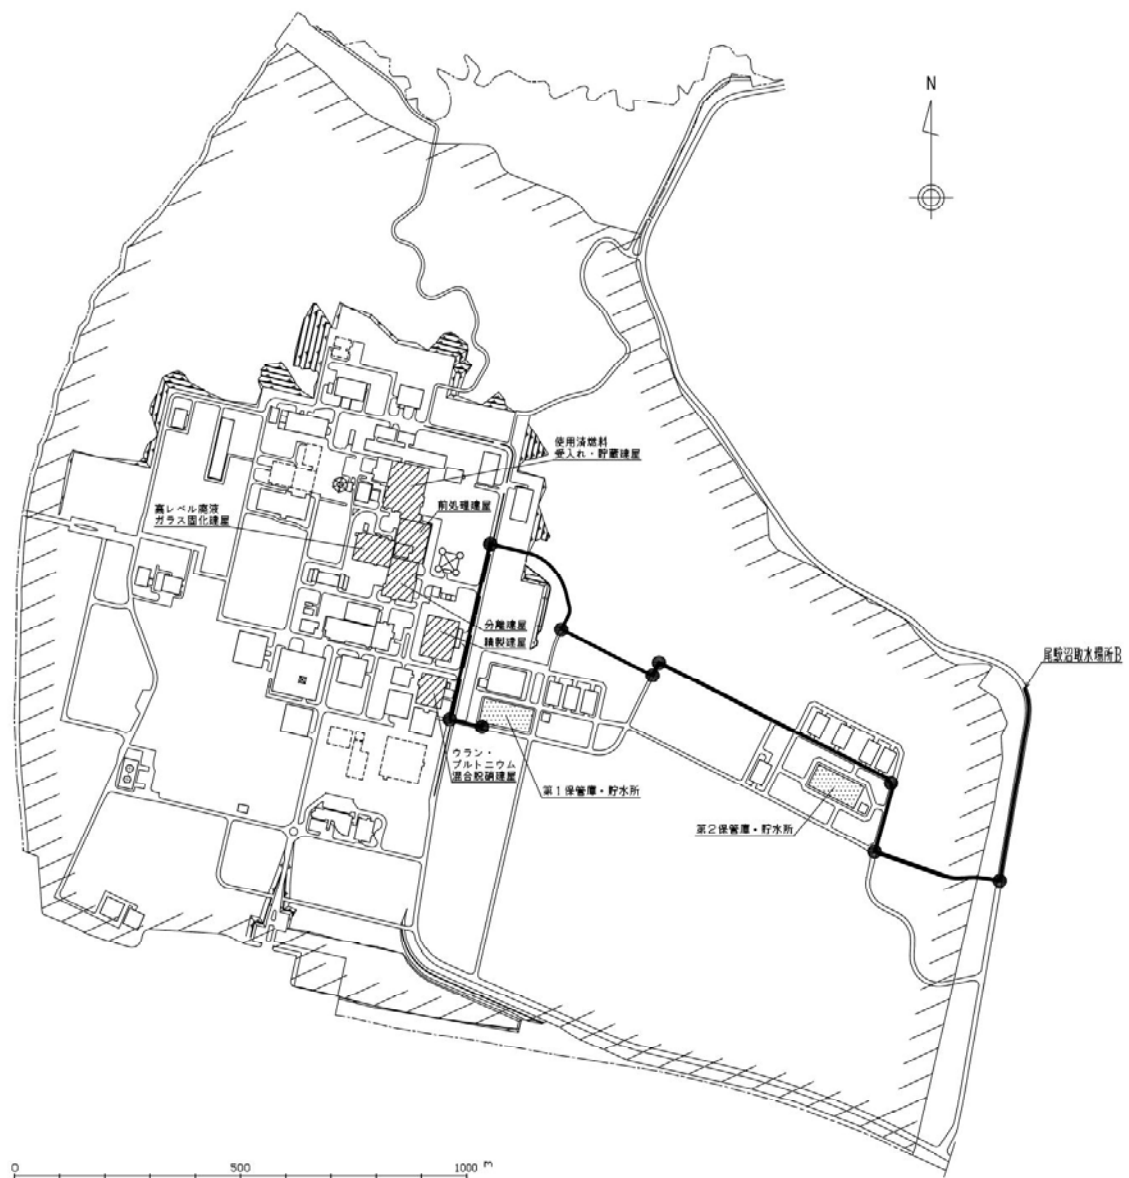 N
使用済燃料
受入れ・貯蔵建屋
前処理建屋
高レベル廃液
ガラス固化建屋
分離建屋
精製建屋
尾駮沼取水場所B
ウラン・
プルトニウム
混合脱硝建屋
第1保管庫・貯水所
第2保管庫・貯水所
0 500 1000 m